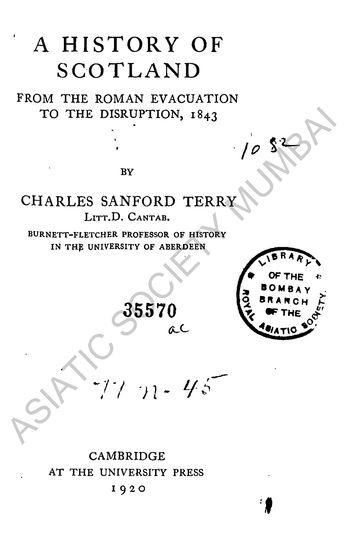 A HISTORY OF
SCOTLAND
FROM THE ROMAN EVACUATION
TO THE DISRUPTION, 1843
1082
BY
CHARLES SANFORD TERRY
LITT.D. CANTAB.
BURNETT-FLETCHER PROFESSOR OF HISTORY
IN THE UNIVERSITY OF ABERDEEN
LIBRARY
OF THE
BOMBAY
BRANCH
OF THE
ROYAL ASIATIC SOCIETY.
35570
ASIATIC SOCIETY MUMBAI
CAMBRIDGE
AT THE UNIVERSITY PRESS
1920